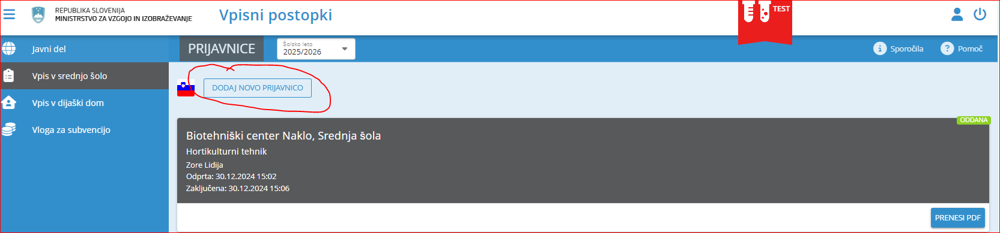 REPUBLIKA SLOVENIJA
MINISTRSTVO ZA VZGOJO IN IZOBRAŽEVANJE
Vpisni postopki
TEST
Javni del
Vpis v srednjo šolo
Vpis v dijaški dom
Vloga za subvencijo
PRIJAVNICE
Šolsko leto
2025/2026
Sporočila
Pomoč
DODAJ NOVO PRIJAVNICO
ODDANA
Biotehniški center Naklo, Srednja šola
Hortikulturni tehnik
Zore Lidija
Odprta: 30.12.2024 15:02
Zaključena: 30.12.2024 15:06
PRENESI PDF